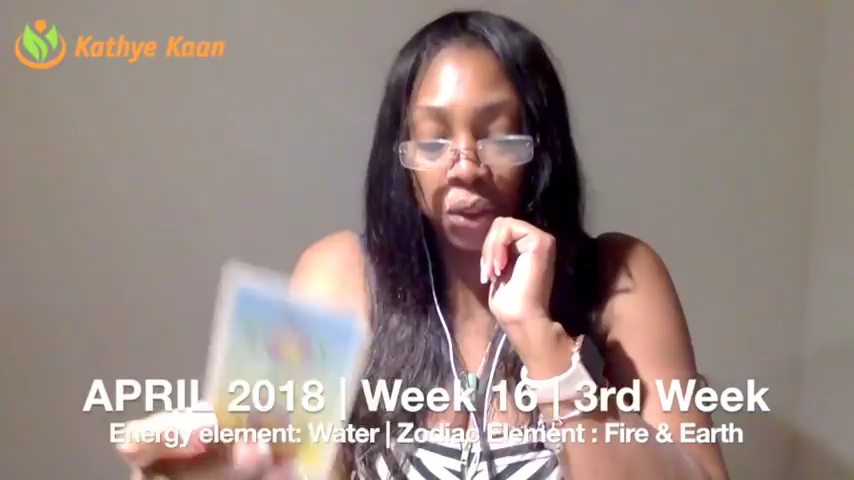 Kathye Kaan
APRIL 2018 | Week 16 | 3rd Week
Energy element: Water | Zodiac Element : Fire & Earth